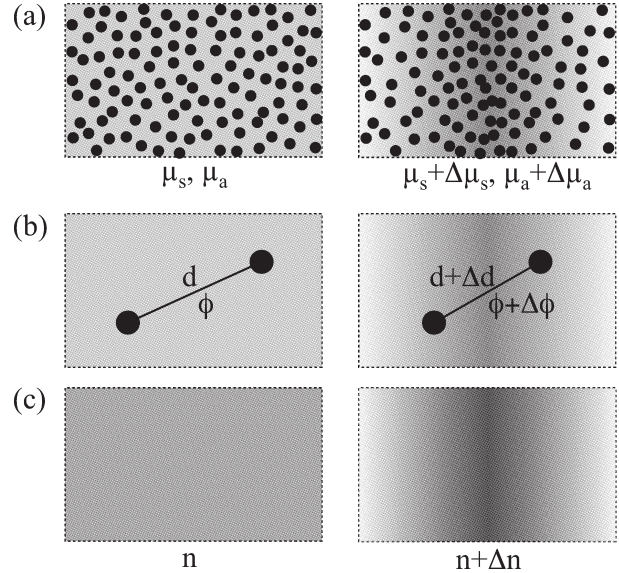 (a)
μs, μa μs+Δμs, μa+Δμa
(b)
d d+Δd
ϕ ϕ+Δϕ
(c)
n n+Δn